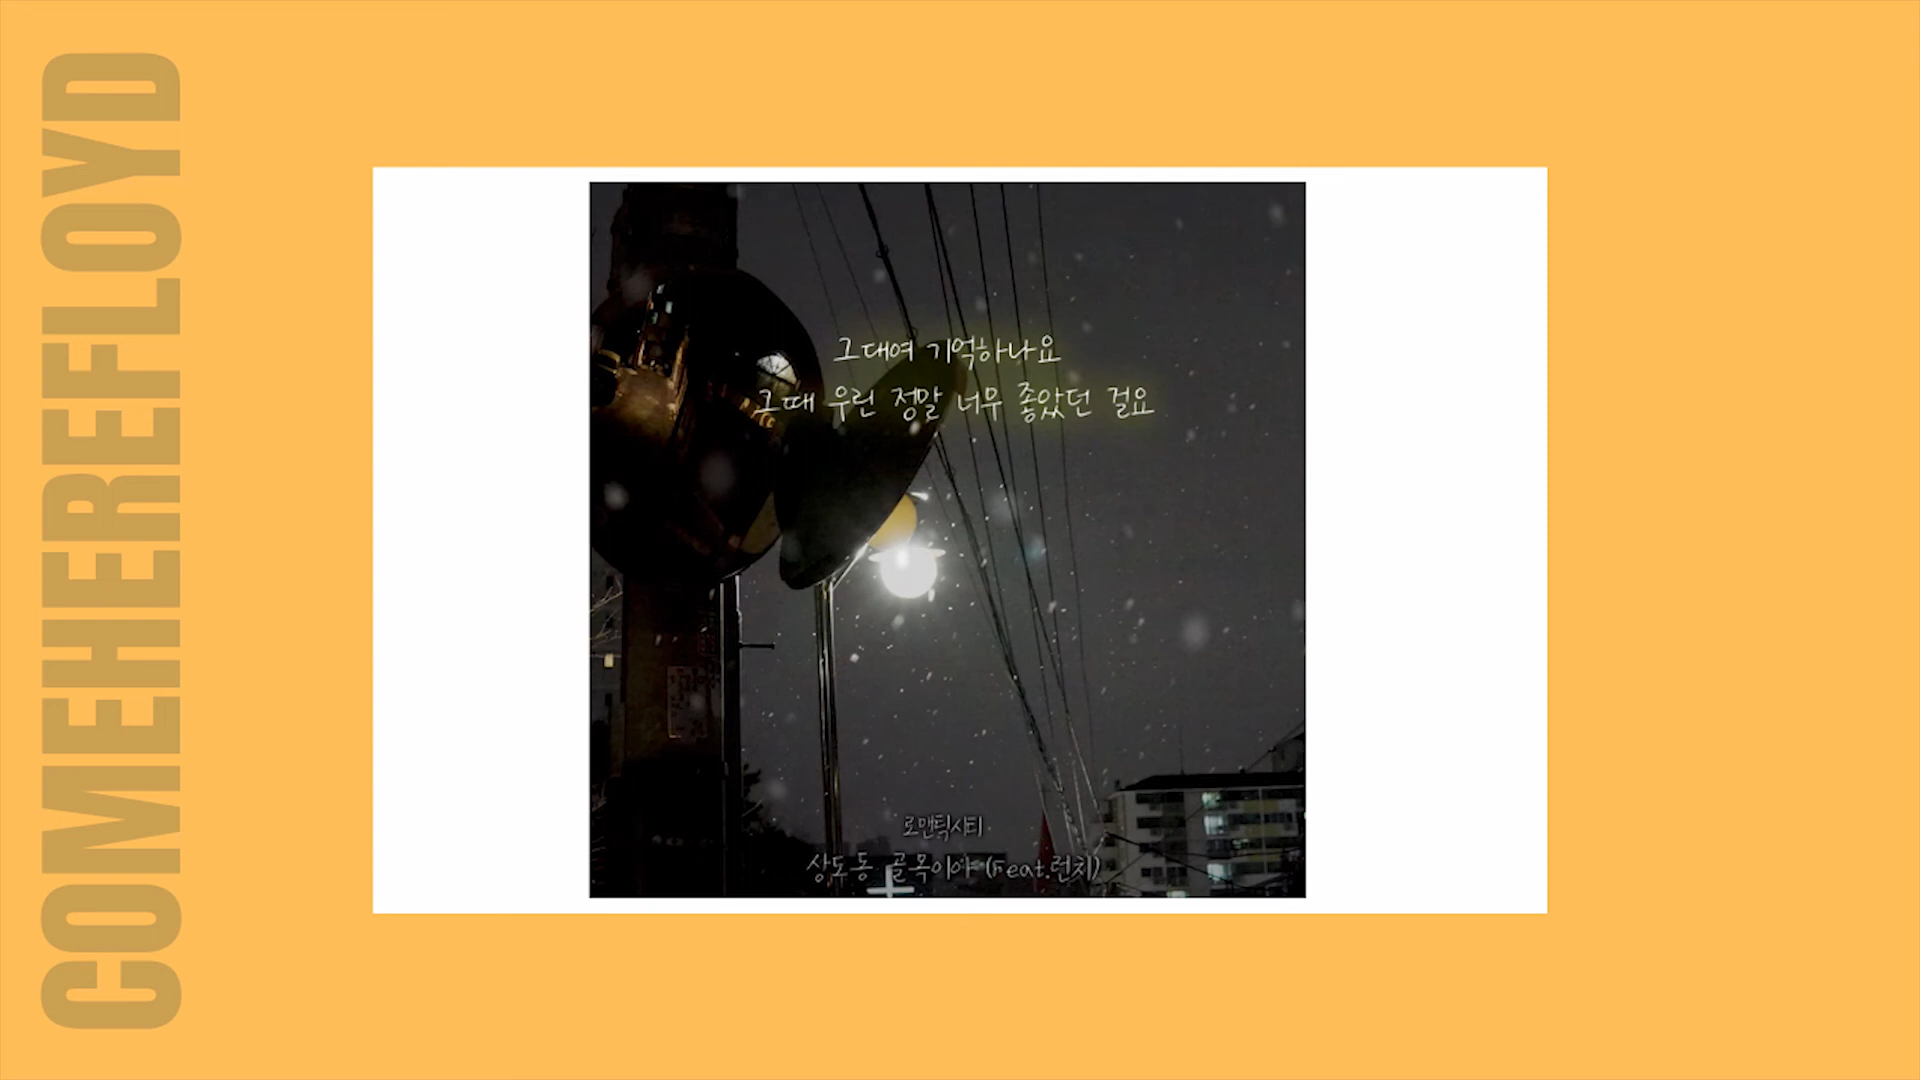 COMEHEREFLOYD
그대여 기억하나요
그때 우린 정말 너무 좋았던 걸요
로맨틱시티
상도동 골목이야 (Feat.런치)